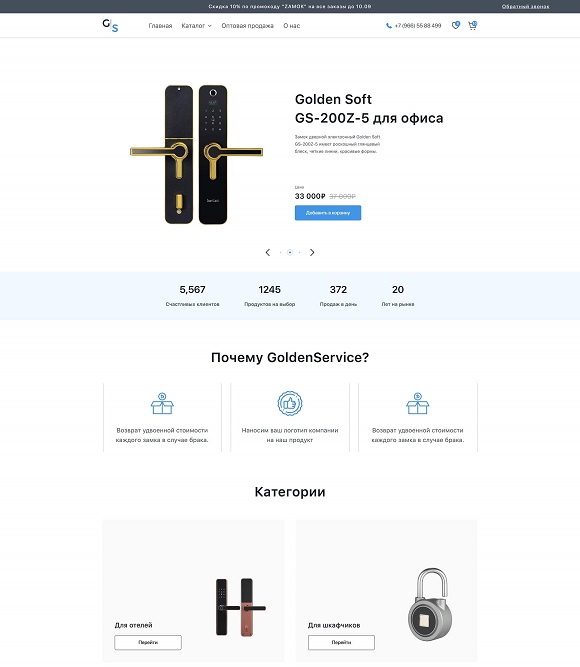 Скидка 10% по промокоду "ZAMOK" на все заказы до 10.09
Обратный звонок
G S
Главная Каталог Оптовая продажа О нас
+7 (966) 55 88 499
Golden Soft
GS-200Z-5 для офиса
Замок дверной электронный Golden Soft
GS-200Z-5 имеет роскошный глянцевый
блеск, четкие линии, красивые формы.
Цена
33 000₽ 37 000₽
Добавить в корзину
5,567 1245 372 20
Счастливых клиентов Продуктов на выбор Продаж в день Лет на рынке
Почему GoldenService?
Возврат удвоенной стоимости
каждого замка в случае брака.
Наносим ваш логотип компании
на наш продукт
Возврат удвоенной стоимости
каждого замка в случае брака.
Категории
Для отелей
Перейти
Для шкафчиков
Перейти